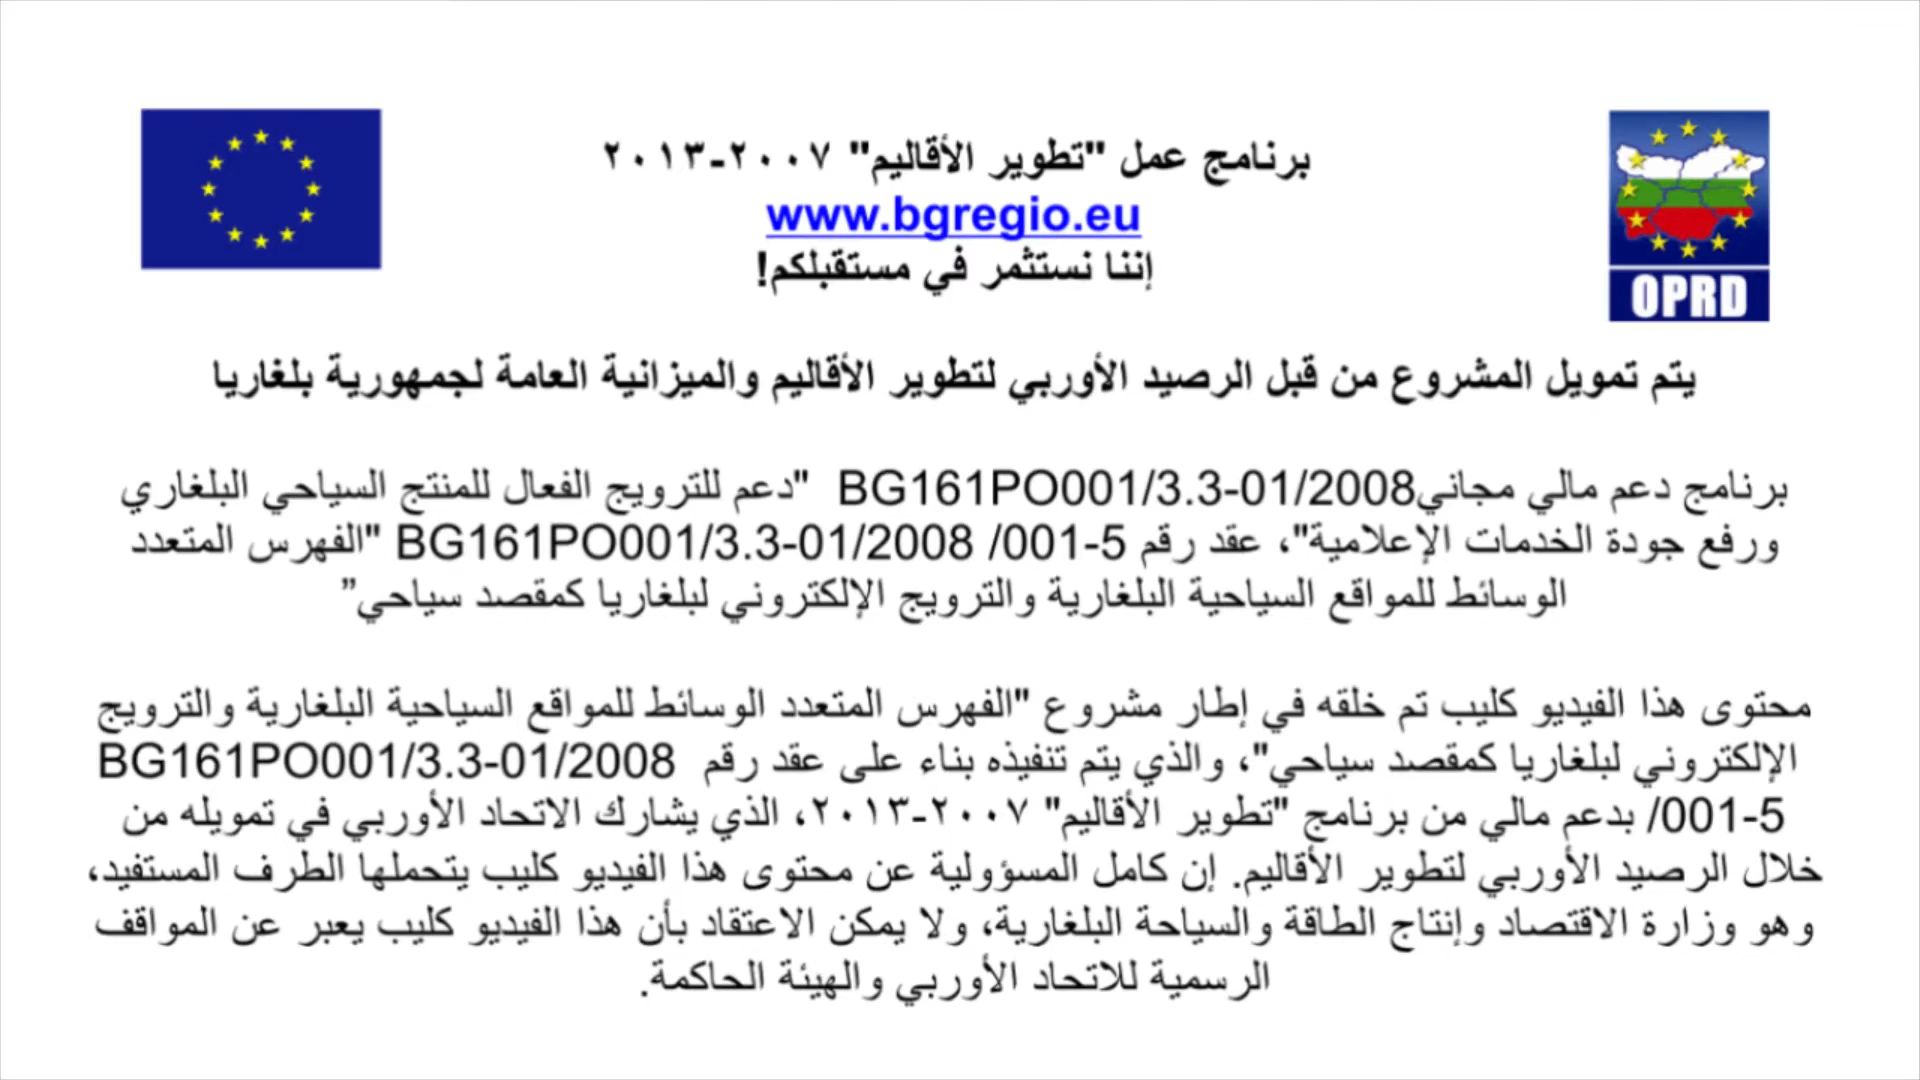 برنامج عمل "تطوير الأقاليم" ٢٠٠٧-٢٠١٣
www.bgregio.eu
إننا نستثمر في مستقبلكم!
OPRD
يتم تمويل المشروع من قبل الرصيد الأوربي لتطوير الأقاليم والميزانية العامة لجمهورية بلغاريا
برنامج دعم مالي مجاني BG161PO001/3.3-01/2008 "دعم للترويج الفعال للمنتج السياحي البلغاري
ورفع جودة الخدمات الإعلامية"، عقد رقم BG161PO001/3.3-01/2008 /001-5 "الفهرس المتعدد
الوسائط للمواقع السياحية البلغارية والترويج الإلكتروني لبلغاريا كمقصد سياحي”
محتوى هذا الفيديو كليب تم خلقه في إطار مشروع "الفهرس المتعدد الوسائط للمواقع السياحية البلغارية والترويج
الإلكتروني لبلغاريا كمقصد سياحي"، والذي يتم تنفيذه بناء على عقد رقم BG161PO001/3.3-01/2008
/001-5 بدعم مالي من برنامج "تطوير الأقاليم" ٢٠٠٧-٢٠١٣، الذي يشارك الاتحاد الأوربي في تمويله من
خلال الرصيد الأوربي لتطوير الأقاليم. إن كامل المسؤولية عن محتوى هذا الفيديو كليب يتحملها الطرف المستفيد،
وهو وزارة الاقتصاد وإنتاج الطاقة والسياحة البلغارية، ولا يمكن الاعتقاد بأن هذا الفيديو كليب يعبر عن المواقف
الرسمية للاتحاد الأوربي والهيئة الحاكمة.